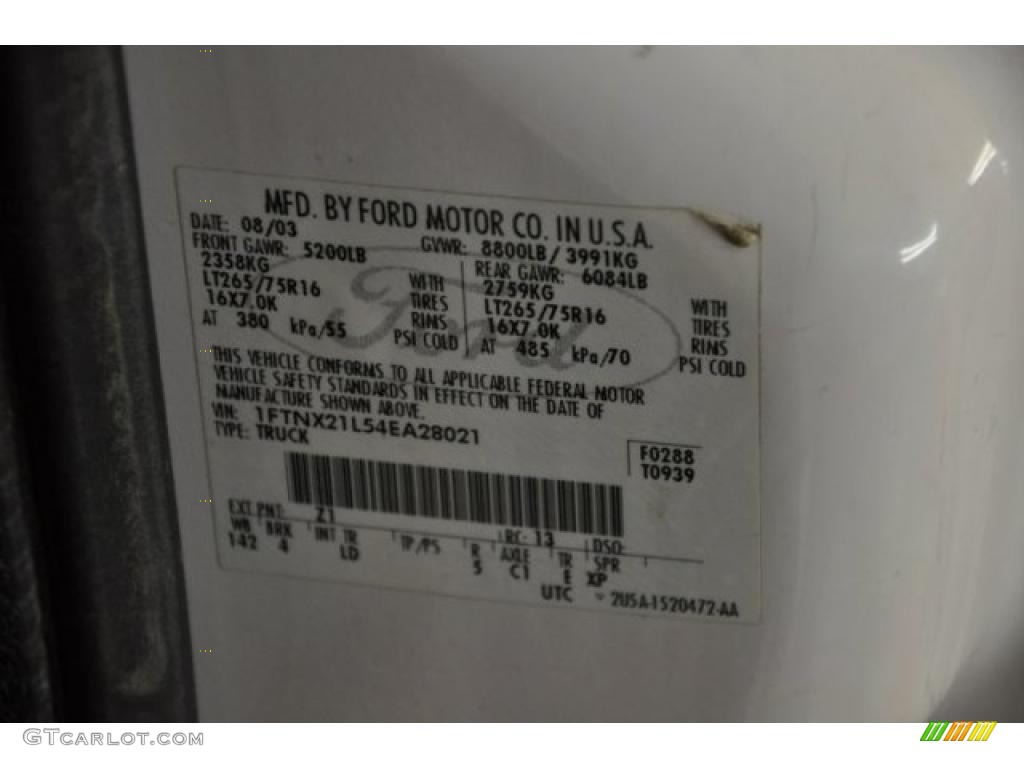 MFD. BY FORD MOTOR CO. IN U.S.A.
DATE: 08/03 GVWR: 8800LB / 3991KG
FRONT GAWR: 5200LB REAR GAWR: 6084LB
2358KG WITH 2759KG WITH
LT265/75R16 TIRES LT265/75R16 TIRES
16X7.0K RIMS 16X7.0K RIMS
AT 380 kPa/55 PSI COLD AT 485 kPa/70 PSI COLD
Ford
THIS VEHICLE CONFORMS TO ALL APPLICABLE FEDERAL MOTOR
VEHICLE SAFETY STANDARDS IN EFFECT ON THE DATE OF
MANUFACTURE SHOWN ABOVE.
VIN: 1FTNX21L54EA28021
TYPE: TRUCK
F0288
T0939
EXT PNT: Z1 RC: 13 DSO:
WB BRK INT TR TP/PS R AXLE TR SPR
142 4 LD 5 C1 E XP
UTC 2U5A-1520472-AA
GTCARLOT.COM